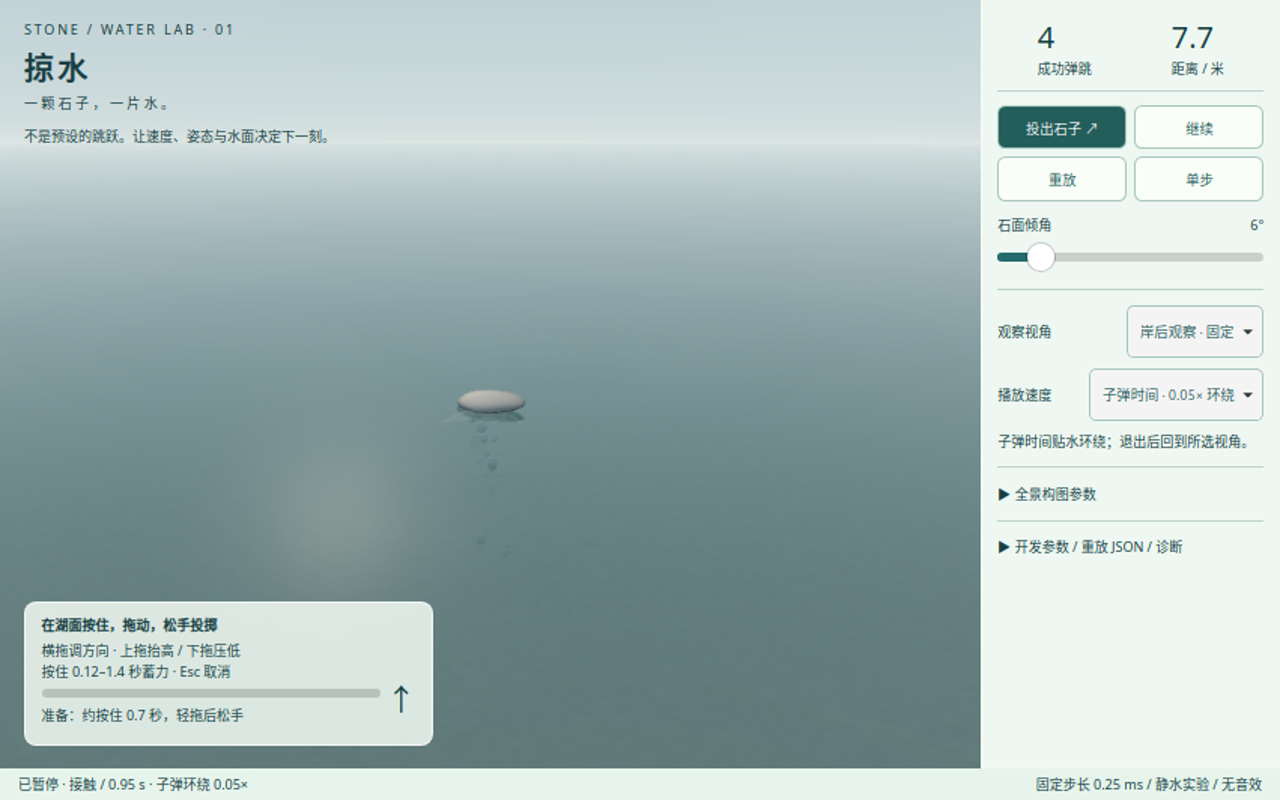 STONE / WATER LAB · 01
掠水
一颗石子，一片水。
不是预设的跳跃。让速度、姿态与水面决定下一刻。
4
成功弹跳
7.7
距离 / 米
投出石子 ↗
继续
重放
单步
石面倾角
6°
观察视角
岸后观察 · 固定
播放速度
子弹时间 · 0.05× 环绕
子弹时间贴水环绕；退出后回到所选视角。
▶ 全景构图参数
▶ 开发参数 / 重放 JSON / 诊断
在湖面按住，拖动，松手投掷
横拖调方向 · 上拖抬高 / 下拖压低
按住 0.12–1.4 秒蓄力 · Esc 取消
↑
准备：约按住 0.7 秒，轻拖后松手
已暂停 · 接触 / 0.95 s · 子弹环绕 0.05×
固定步长 0.25 ms / 静水实验 / 无音效